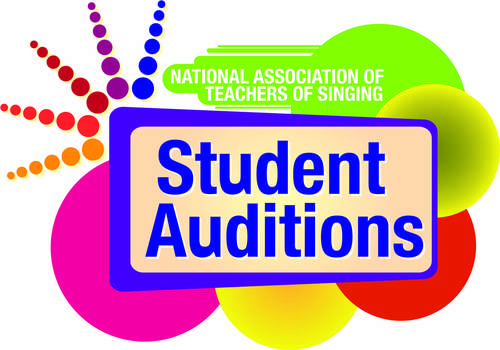 NATIONAL ASSOCIATION OF
TEACHERS OF SINGING
Student
Auditions